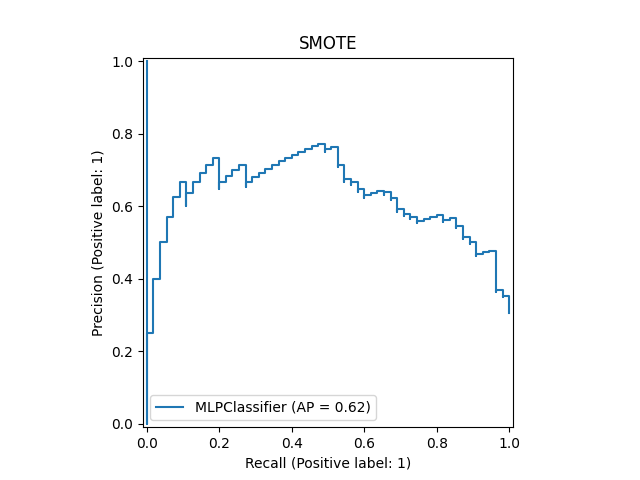 SMOTE
1.0
0.8
0.6
0.4
0.2
0.0
Precision (Positive label: 1)
MLPClassifier (AP = 0.62)
0.0 0.2 0.4 0.6 0.8 1.0
Recall (Positive label: 1)